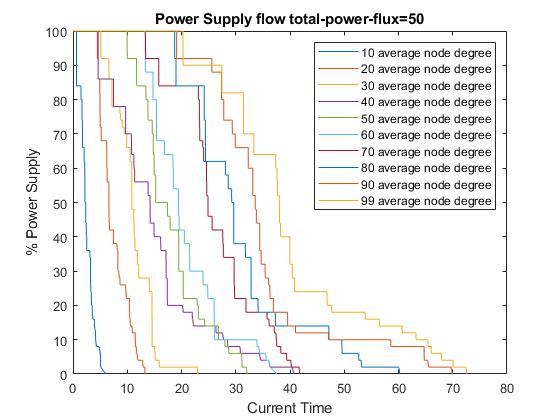 Power Supply flow total-power-flux=50
100
90
80
70
60
50
40
30
20
10
0
% Power Supply
10 average node degree
20 average node degree
30 average node degree
40 average node degree
50 average node degree
60 average node degree
70 average node degree
80 average node degree
90 average node degree
99 average node degree
0 10 20 30 40 50 60 70 80
Current Time